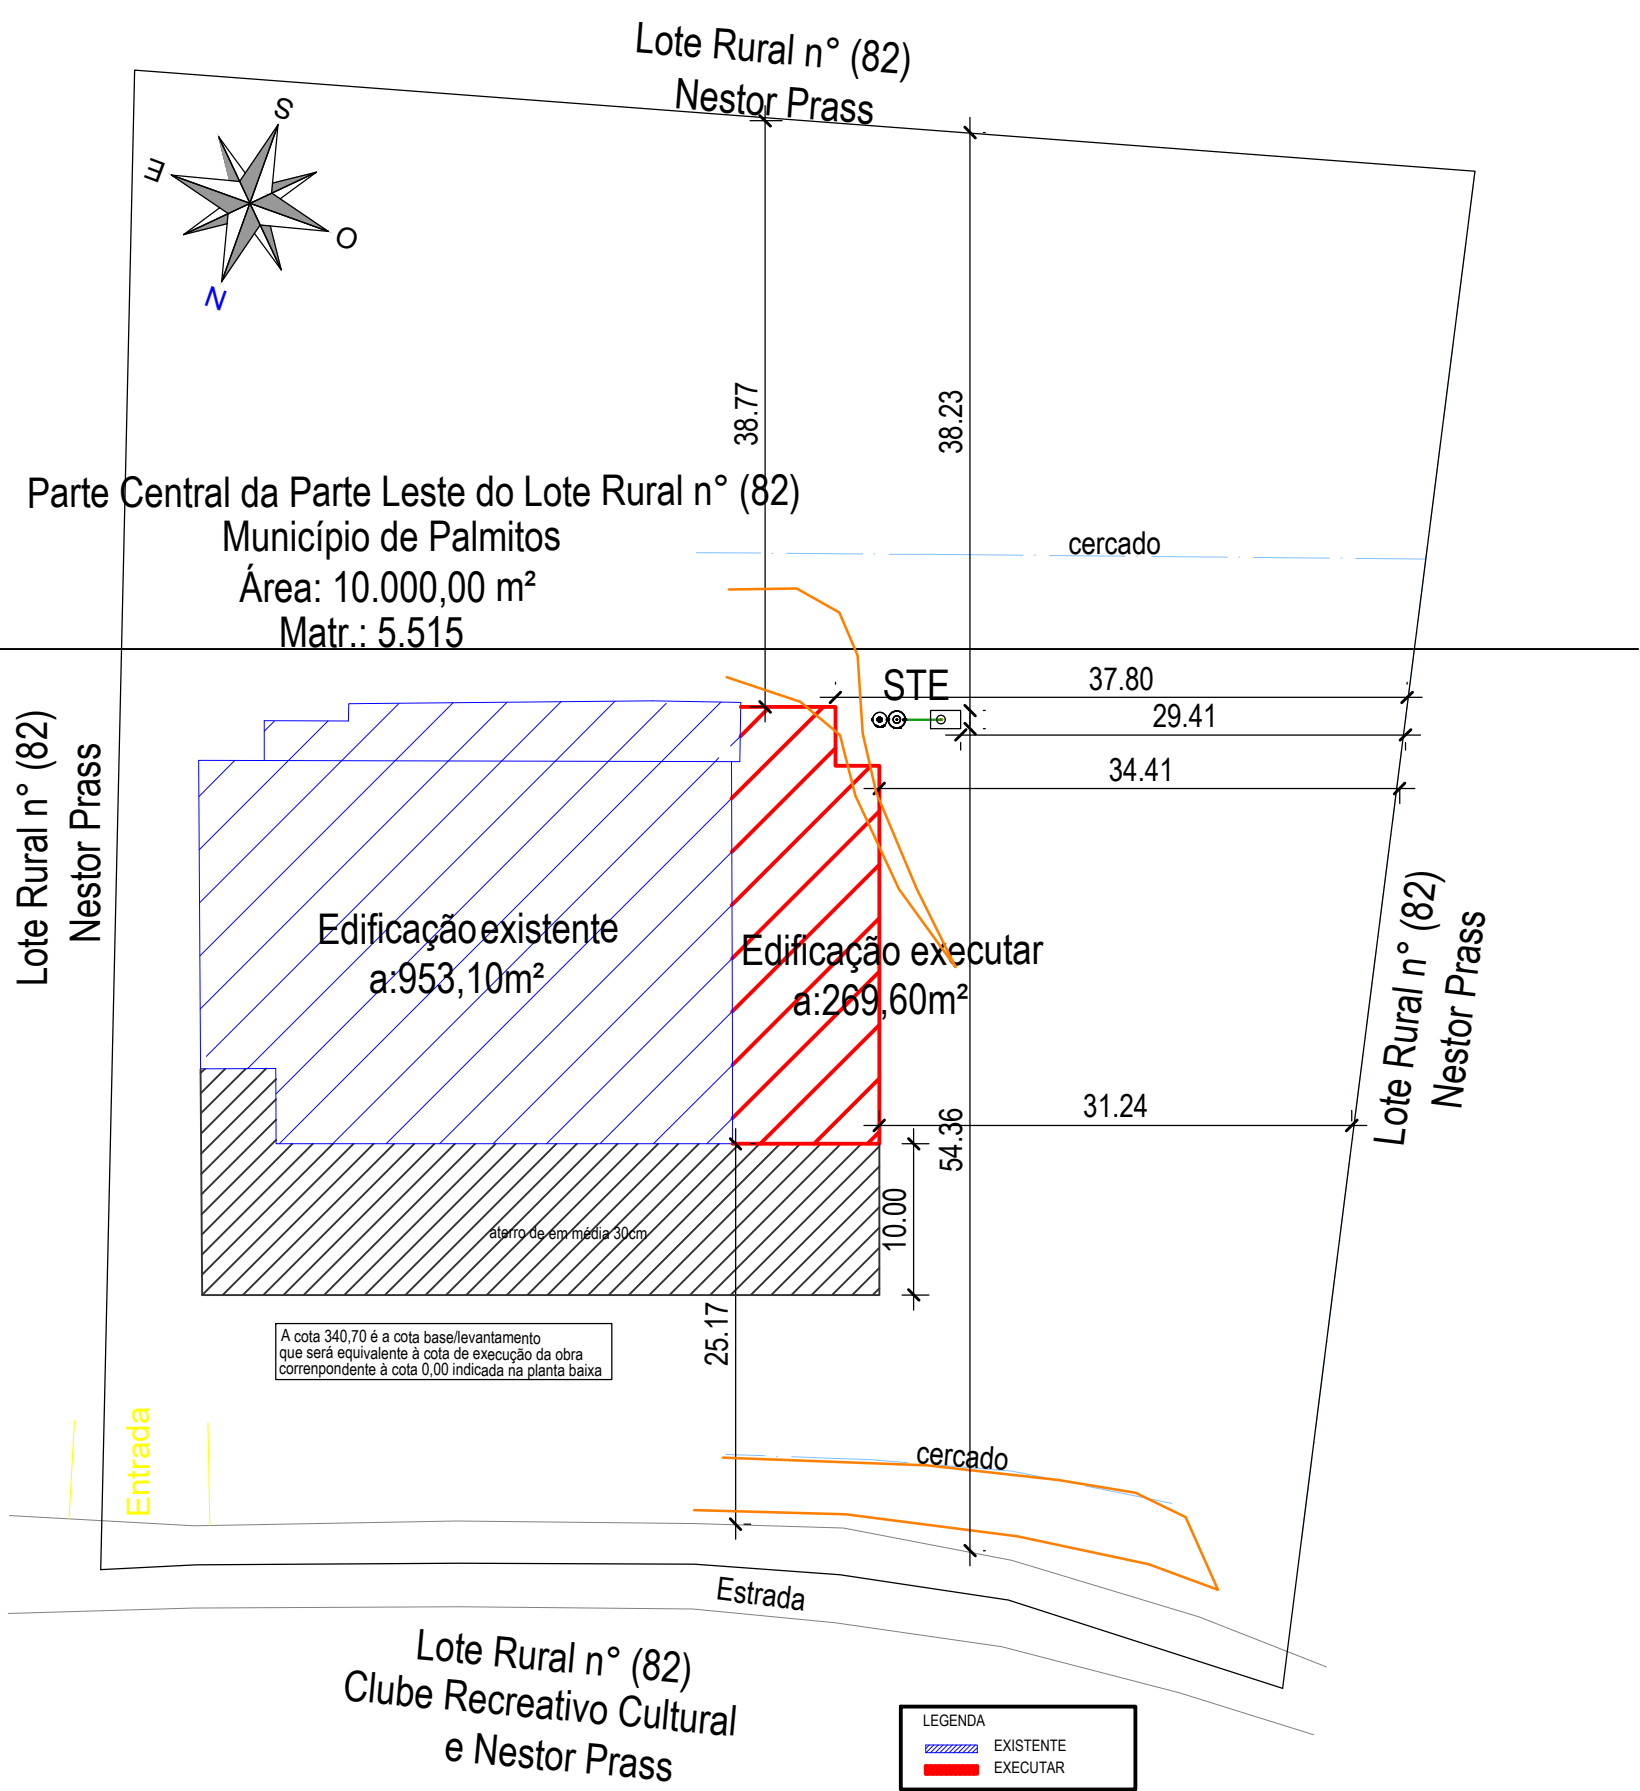 Lote Rural n° (82)
Nestor Prass
S
E
O
N
38.77
38.23
Parte Central da Parte Leste do Lote Rural n° (82)
Município de Palmitos
Área: 10.000,00 m²
Matr.: 5.515
cercado
STE
37.80
29.41
34.41
Lote Rural n° (82)
Nestor Prass
Edificação existente
a:953,10m²
Edificação executar
a:269,60m²
Lote Rural n° (82)
Nestor Prass
31.24
54.36
10.00
aterro de em média 30cm
25.17
A cota 340,70 é a cota base/levantamento
que será equivalente à cota de execução da obra
correnpondente à cota 0,00 indicada na planta baixa
Entrada
cercado
Estrada
Lote Rural n° (82)
Clube Recreativo Cultural
e Nestor Prass
LEGENDA
EXISTENTE
EXECUTAR